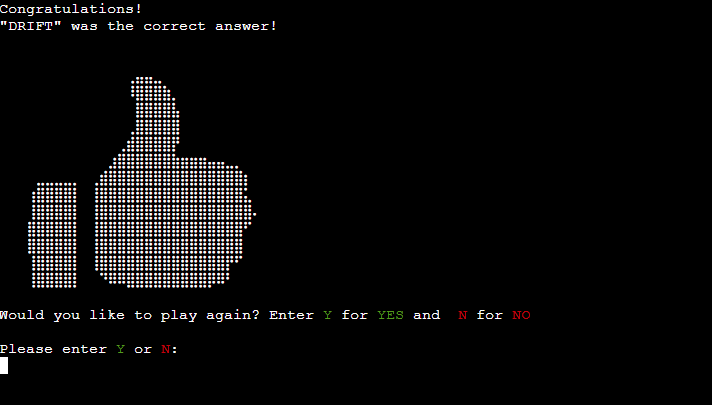 Congratulations!
"DRIFT" was the correct answer!
Would you like to play again? Enter Y for YES and  N for NO
Please enter Y or N: